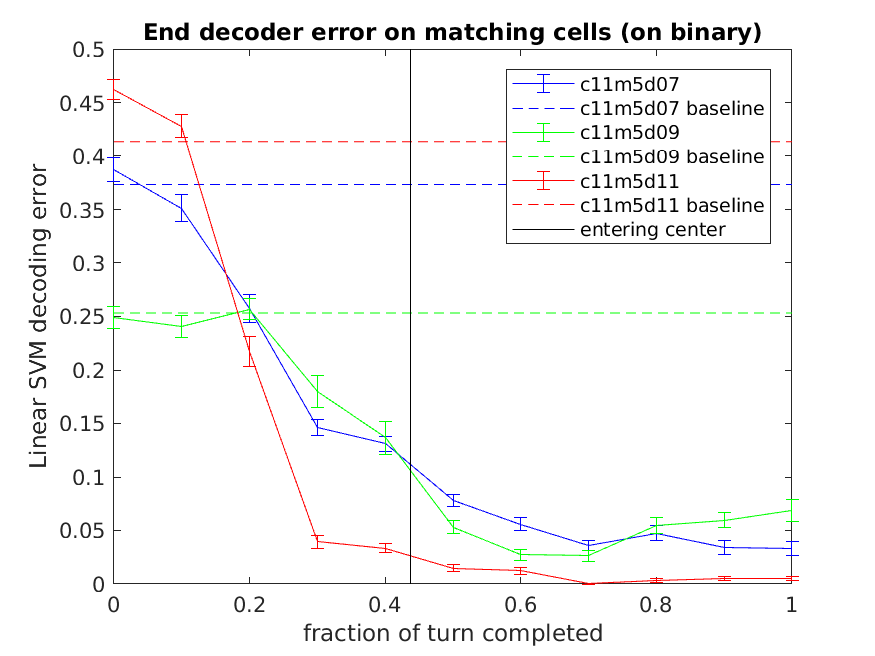 End decoder error on matching cells (on binary)
0.5
0.45
0.4
0.35
0.3
0.25
0.2
0.15
0.1
0.05
0
Linear SVM decoding error
c11m5d07
c11m5d07 baseline
c11m5d09
c11m5d09 baseline
c11m5d11
c11m5d11 baseline
entering center
0 0.2 0.4 0.6 0.8 1
fraction of turn completed